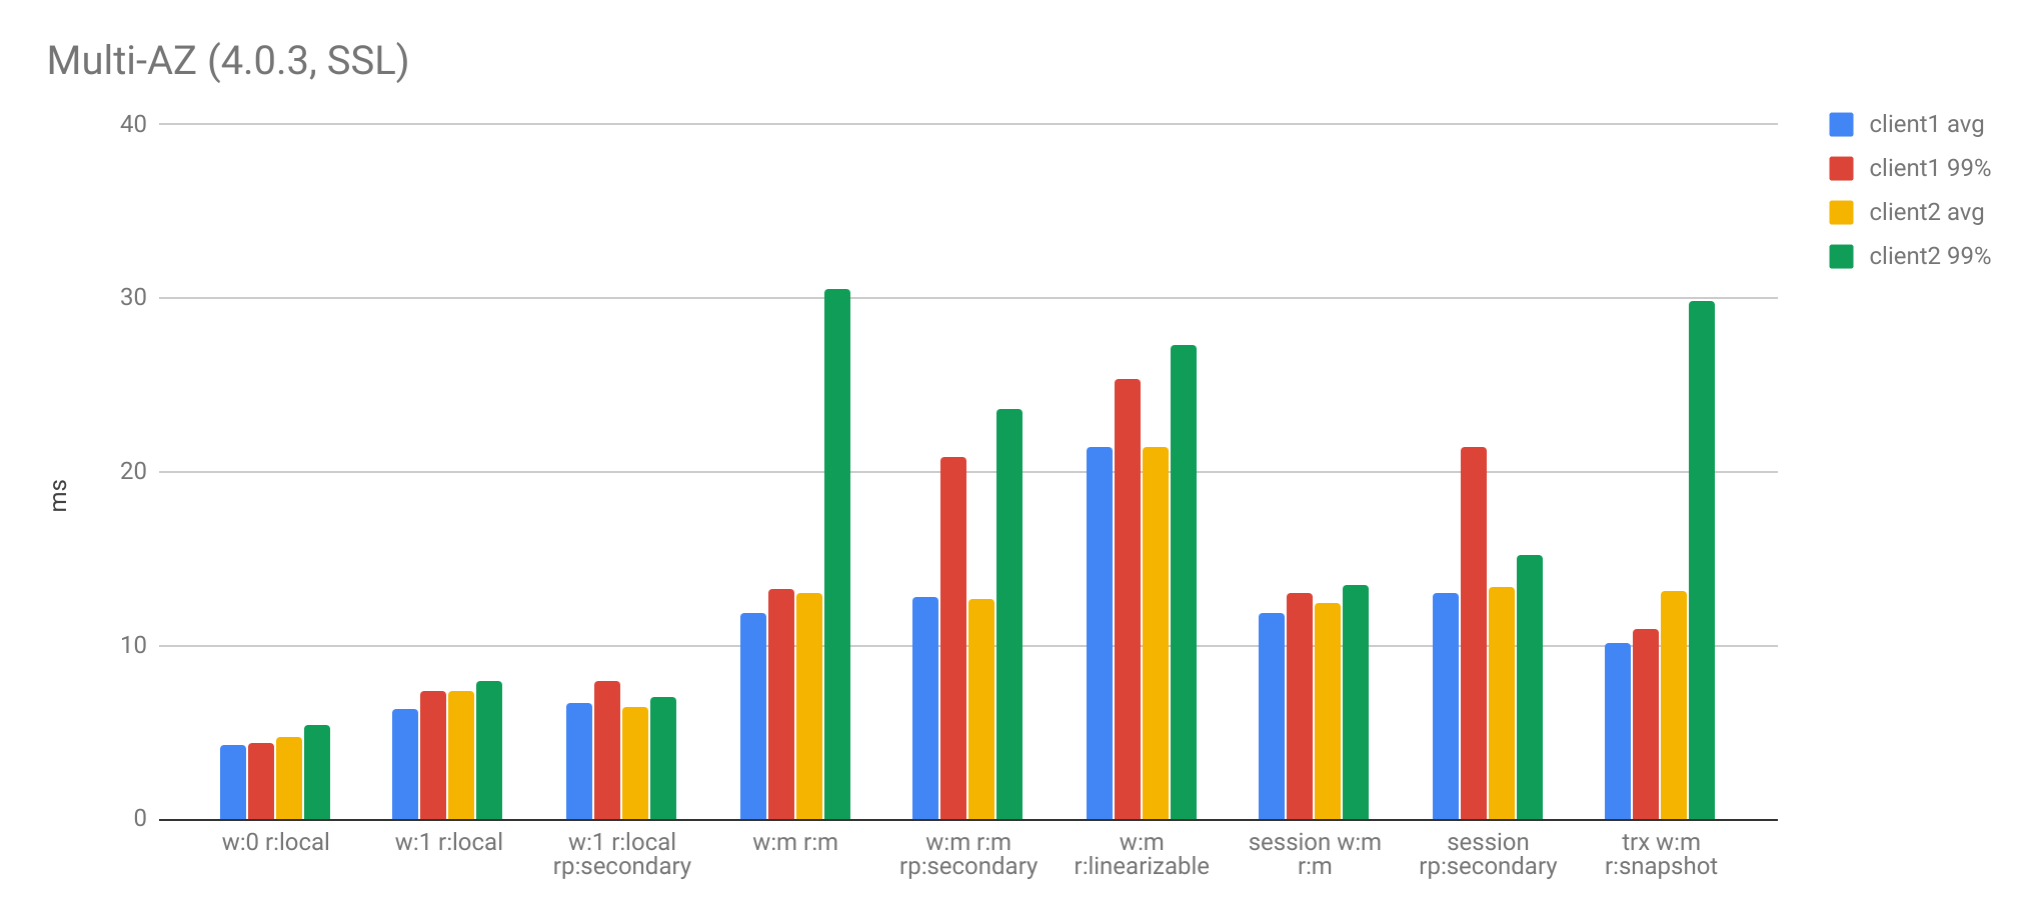 Multi-AZ (4.0.3, SSL)
40
30
20
10
0
ms
client1 avg
client1 99%
client2 avg
client2 99%
w:0 r:local
w:1 r:local
w:1 r:local
rp:secondary
w:m r:m
w:m r:m
rp:secondary
w:m
r:linearizable
session w:m
r:m
session
rp:secondary
trx w:m
r:snapshot